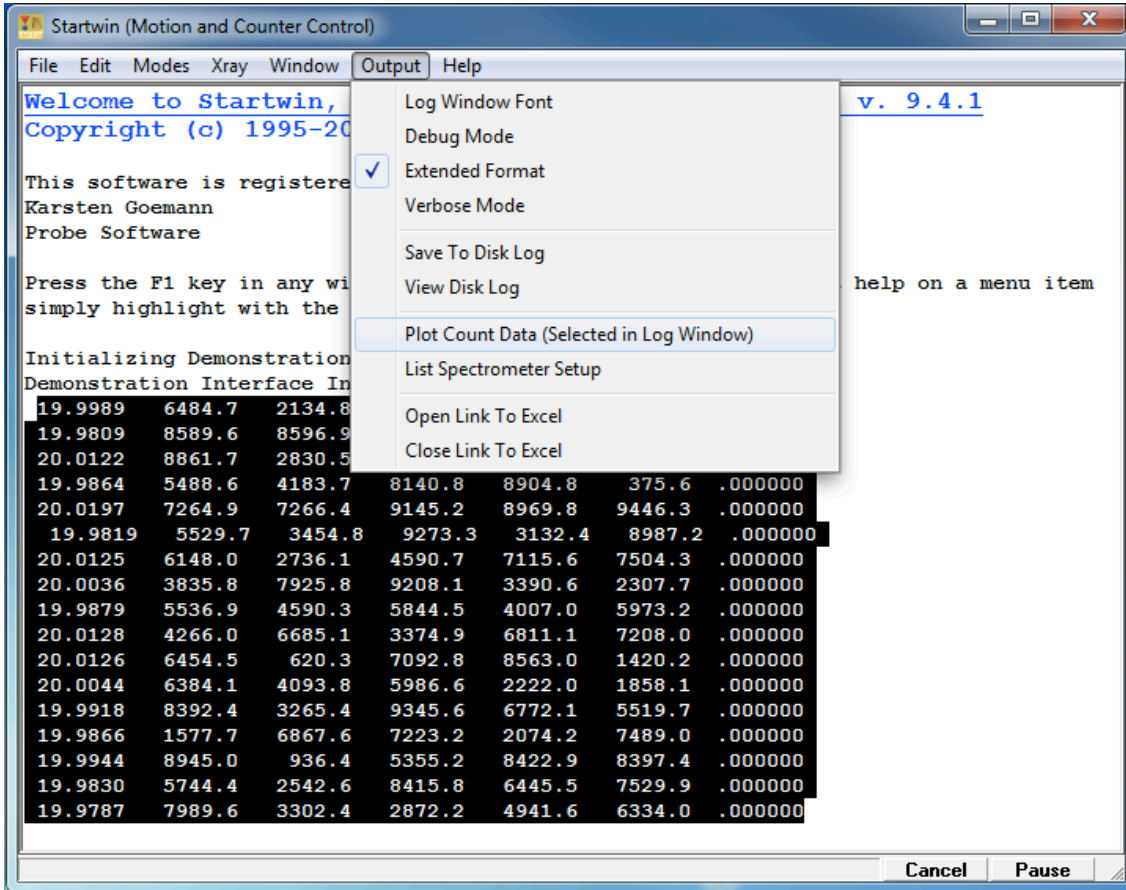 Startwin (Motion and Counter Control)
File Edit Modes Xray Window Output Help
Welcome to Startwin, v. 9.4.1
Copyright (c) 1995-20
This software is registere
Karsten Goemann
Probe Software
Press the F1 key in any wi help on a menu item
simply highlight with the
Initializing Demonstration
Demonstration Interface In
Log Window Font
Debug Mode
✓ Extended Format
Verbose Mode
Save To Disk Log
View Disk Log
Plot Count Data (Selected in Log Window)
List Spectrometer Setup
Open Link To Excel
Close Link To Excel
19.9989 6484.7 2134.8
19.9809 8589.6 8596.9
20.0122 8861.7 2830.5
19.9864 5488.6 4183.7 8140.8 8904.8 375.6 .000000
20.0197 7264.9 7266.4 9145.2 8969.8 9446.3 .000000
19.9819 5529.7 3454.8 9273.3 3132.4 8987.2 .000000
20.0125 6148.0 2736.1 4590.7 7115.6 7504.3 .000000
20.0036 3835.8 7925.8 9208.1 3390.6 2307.7 .000000
19.9879 5536.9 4590.3 5844.5 4007.0 5973.2 .000000
20.0128 4266.0 6685.1 3374.9 6811.1 7208.0 .000000
20.0126 6454.5 620.3 7092.8 8563.0 1420.2 .000000
20.0044 6384.1 4093.8 5986.6 2222.0 1858.1 .000000
19.9918 8392.4 3265.4 9345.6 6772.1 5519.7 .000000
19.9866 1577.7 6867.6 7223.2 2074.2 7489.0 .000000
19.9944 8945.0 936.4 5355.2 8422.9 8397.4 .000000
19.9830 5744.4 2542.6 8415.8 6445.5 7529.9 .000000
19.9787 7989.6 3302.4 2872.2 4941.6 6334.0 .000000
Cancel Pause